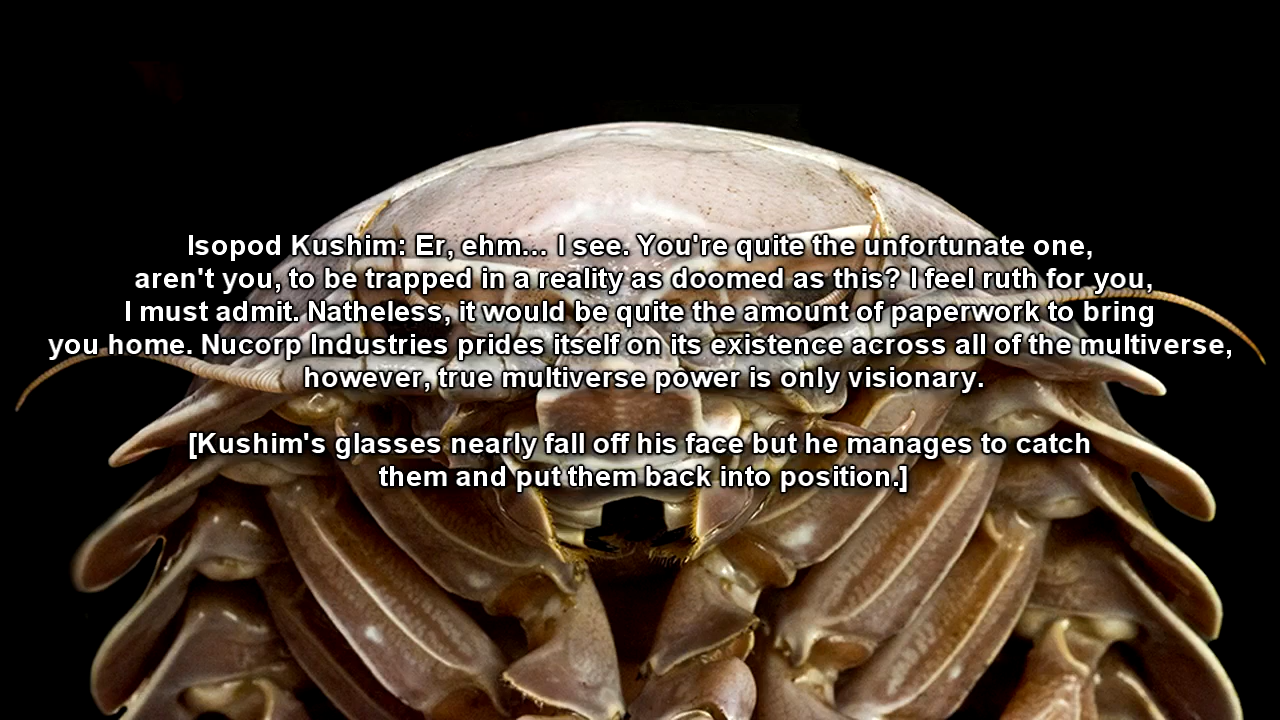 Isopod Kushim: Er, ehm... I see. You're quite the unfortunate one,
aren't you, to be trapped in a reality as doomed as this? I feel ruth for you,
I must admit. Natheless, it would be quite the amount of paperwork to bring
you home. Nucorp Industries prides itself on its existence across all of the multiverse,
however, true multiverse power is only visionary.
[Kushim's glasses nearly fall off his face but he manages to catch
them and put them back into position.]